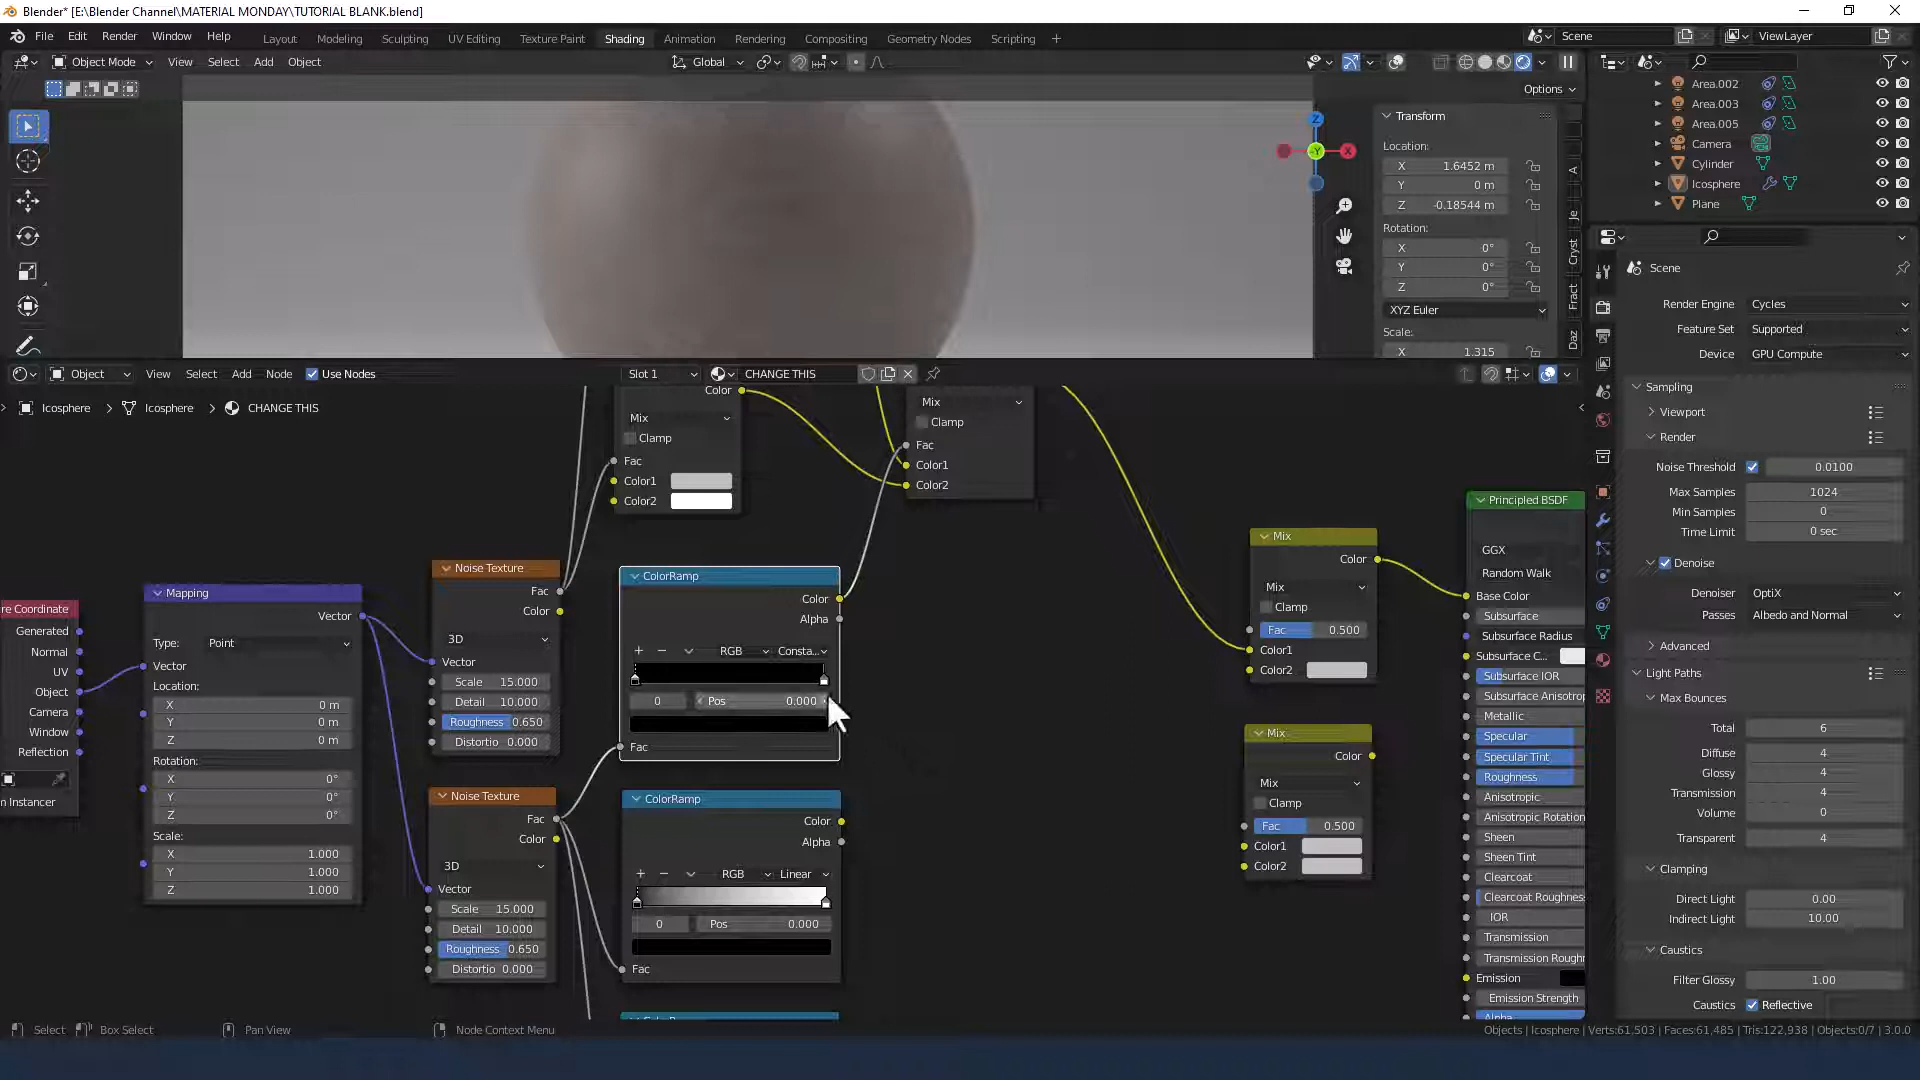 Blender* [E:\Blender Channel\MATERIAL MONDAY\TUTORIAL BLANK.blend]
File Edit Render Window Help
Layout Modeling Sculpting UV Editing Texture Paint Shading Animation Rendering Compositing Geometry Nodes Scripting +
Scene
ViewLayer
Object Mode View Select Add Object
Global
Options
Transform
Location:
X 1.6452 m
Y 0 m
Z -0.18544 m
Rotation:
X 0°
Y 0°
Z 0°
XYZ Euler
Scale:
X 1.315
Z
-Y
X
A
Je
Cryst
Fract
Daz
Area.002
Area.003
Area.005
Camera
Cylinder
Icosphere
Plane
Scene
Render Engine Cycles
Feature Set Supported
Device GPU Compute
Sampling
Viewport
Render
Noise Threshold 0.0100
Max Samples 1024
Min Samples 0
Time Limit 0 sec
Denoise
Denoiser OptiX
Passes Albedo and Normal
Advanced
Light Paths
Max Bounces
Total 6
Diffuse 4
Glossy 4
Transmission 4
Volume 0
Transparent 4
Clamping
Direct Light 0.00
Indirect Light 10.00
Caustics
Filter Glossy 1.00
Caustics Reflective
Object View Select Add Node Use Nodes
Slot 1
CHANGE THIS
Icosphere > Icosphere > CHANGE THIS
re Coordinate
Generated
Normal
UV
Object
Camera
Window
Reflection
n Instancer
Mapping
Vector
Type: Point
Vector
Location:
X 0 m
Y 0 m
Z 0 m
Rotation:
X 0°
Y 0°
Z 0°
Scale:
X 1.000
Y 1.000
Z 1.000
Noise Texture
Fac
Color
3D
Vector
Scale 15.000
Detail 10.000
Roughness 0.650
Distortio 0.000
Noise Texture
Fac
Color
3D
Vector
Scale 15.000
Detail 10.000
Roughness 0.650
Distortio 0.000
Color
Mix
Clamp
Fac
Color1
Color2
Mix
Clamp
Fac
Color1
Color2
ColorRamp
Color
Alpha
+ − RGB Consta...
0 Pos 0.000
Fac
ColorRamp
Color
Alpha
+ − RGB Linear
0 Pos 0.000
Fac
Mix
Color
Mix
Clamp
Fac 0.500
Color1
Color2
Mix
Color
Mix
Clamp
Fac 0.500
Color1
Color2
Principled BSDF
GGX
Random Walk
Base Color
Subsurface
Subsurface Radius
Subsurface C...
Subsurface IOR
Subsurface Anisotrop
Metallic
Specular
Specular Tint
Roughness
Anisotropic
Anisotropic Rotation
Sheen
Sheen Tint
Clearcoat
Clearcoat Roughnes
IOR
Transmission
Transmission Rough
Emission
Emission Strength
Alpha
Select Box Select Pan View Node Context Menu
Objects | Icosphere | Verts:61,503 | Faces:61,485 | Tris:122,938 | Objects:0/7 | 3.0.0